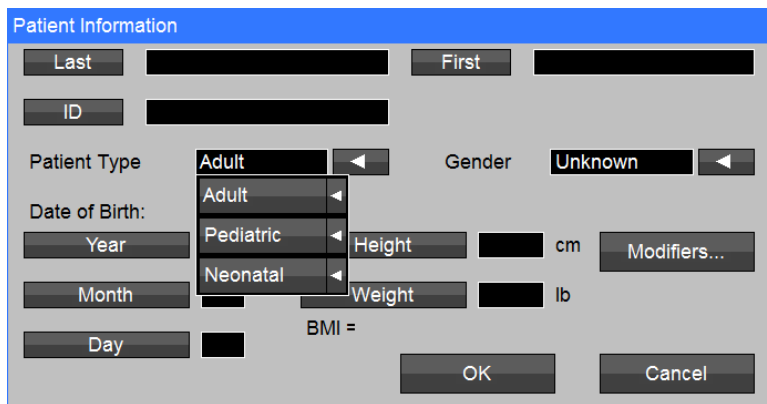 Patient Information
Last First
ID
Patient Type Adult Gender Unknown
Adult
Date of Birth:
Pediatric
Year Height cm Modifiers...
Neonatal
Month Weight lb
BMI =
Day
OK Cancel